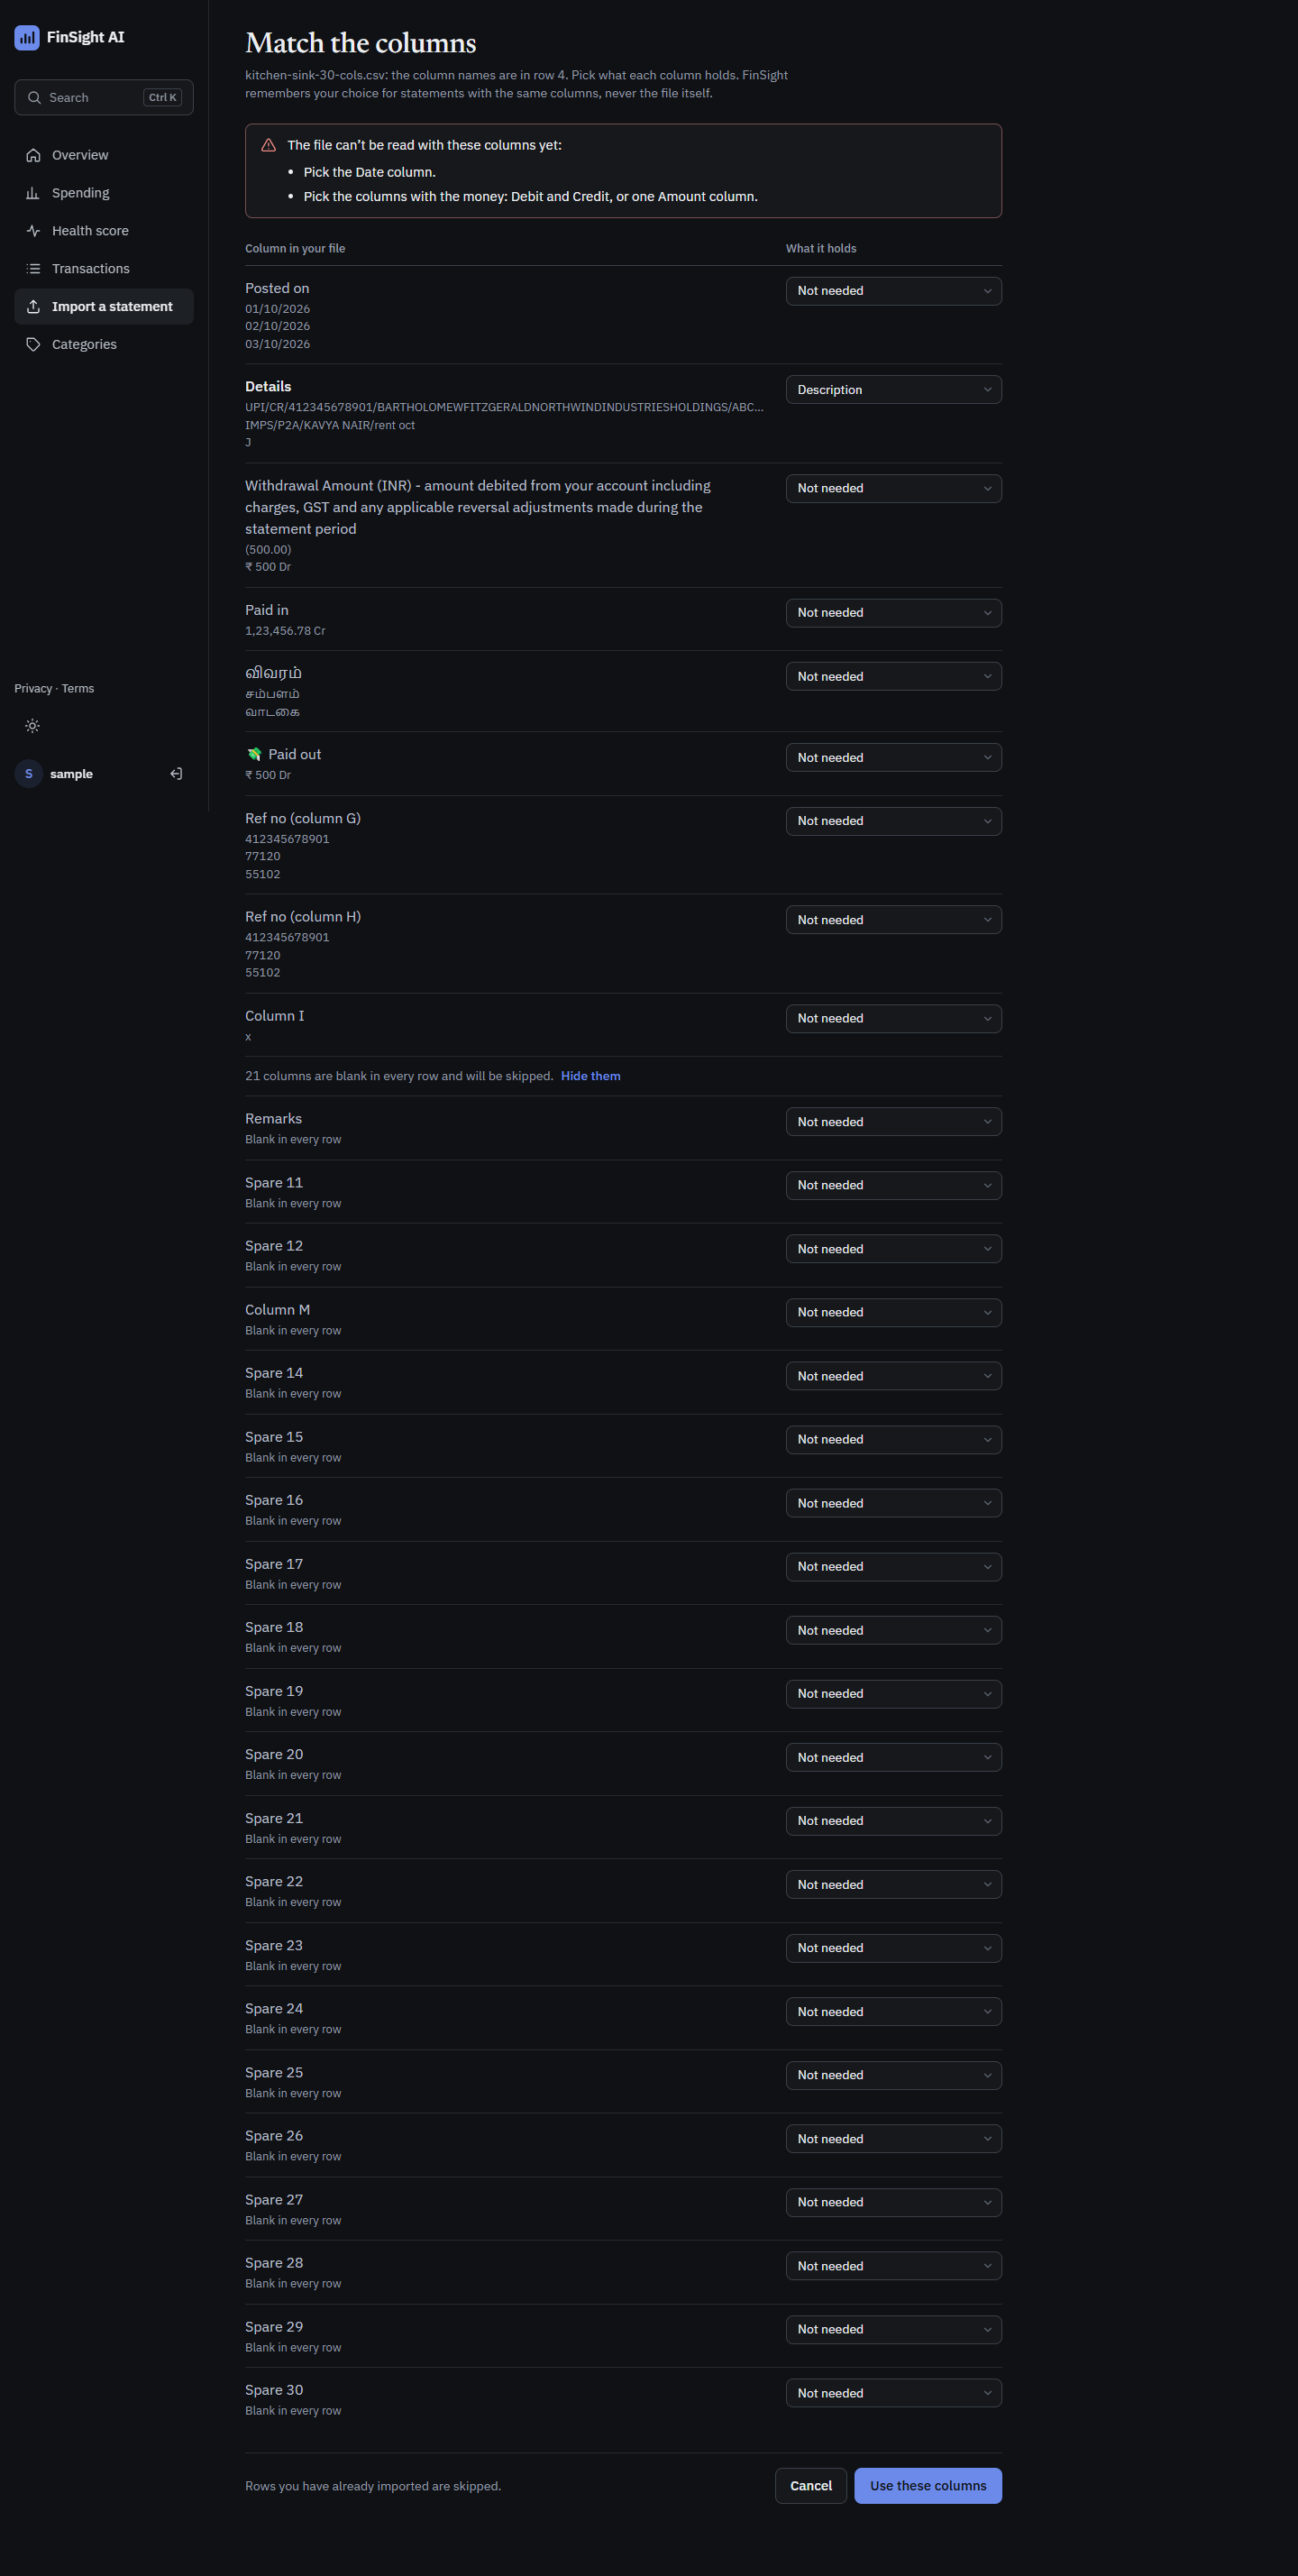 FinSight AI
Search
Ctrl K
Overview
Spending
Health score
Transactions
Import a statement
Categories
Privacy · Terms
S
sample
Match the columns
kitchen-sink-30-cols.csv: the column names are in row 4. Pick what each column holds. FinSight
remembers your choice for statements with the same columns, never the file itself.
The file can’t be read with these columns yet:
• Pick the Date column.
• Pick the columns with the money: Debit and Credit, or one Amount column.
Column in your file
What it holds
Posted on
Not needed
01/10/2026
02/10/2026
03/10/2026
Details
Description
UPI/CR/412345678901/BARTHOLOMEWFITZGERALDNORTHWINDINDUSTRIESHOLDINGS/ABC...
IMPS/P2A/KAVYA NAIR/rent oct
J
Withdrawal Amount (INR) - amount debited from your account including
charges, GST and any applicable reversal adjustments made during the
statement period
Not needed
(500.00)
₹ 500 Dr
Paid in
Not needed
1,23,456.78 Cr
விவரம்
Not needed
சம்பளம்
வாடகை
💸 Paid out
Not needed
₹ 500 Dr
Ref no (column G)
Not needed
412345678901
77120
55102
Ref no (column H)
Not needed
412345678901
77120
55102
Column I
Not needed
x
21 columns are blank in every row and will be skipped. Hide them
Remarks
Not needed
Blank in every row
Spare 11
Not needed
Blank in every row
Spare 12
Not needed
Blank in every row
Column M
Not needed
Blank in every row
Spare 14
Not needed
Blank in every row
Spare 15
Not needed
Blank in every row
Spare 16
Not needed
Blank in every row
Spare 17
Not needed
Blank in every row
Spare 18
Not needed
Blank in every row
Spare 19
Not needed
Blank in every row
Spare 20
Not needed
Blank in every row
Spare 21
Not needed
Blank in every row
Spare 22
Not needed
Blank in every row
Spare 23
Not needed
Blank in every row
Spare 24
Not needed
Blank in every row
Spare 25
Not needed
Blank in every row
Spare 26
Not needed
Blank in every row
Spare 27
Not needed
Blank in every row
Spare 28
Not needed
Blank in every row
Spare 29
Not needed
Blank in every row
Spare 30
Not needed
Blank in every row
Rows you have already imported are skipped.
Cancel
Use these columns